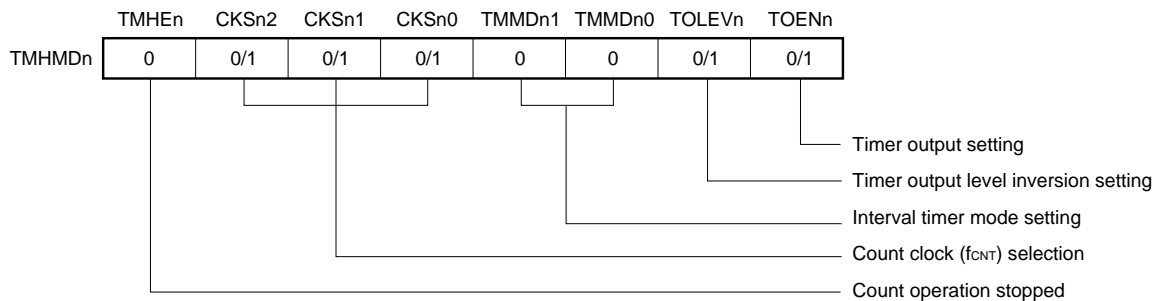 TMHEn CKSn2 CKSn1 CKSn0 TMMDn1 TMMDn0 TOLEVn TOENn
TMHMDn 0 0/1 0/1 0/1 0 0 0/1 0/1
Timer output setting
Timer output level inversion setting
Interval timer mode setting
Count clock (fCNT) selection
Count operation stopped